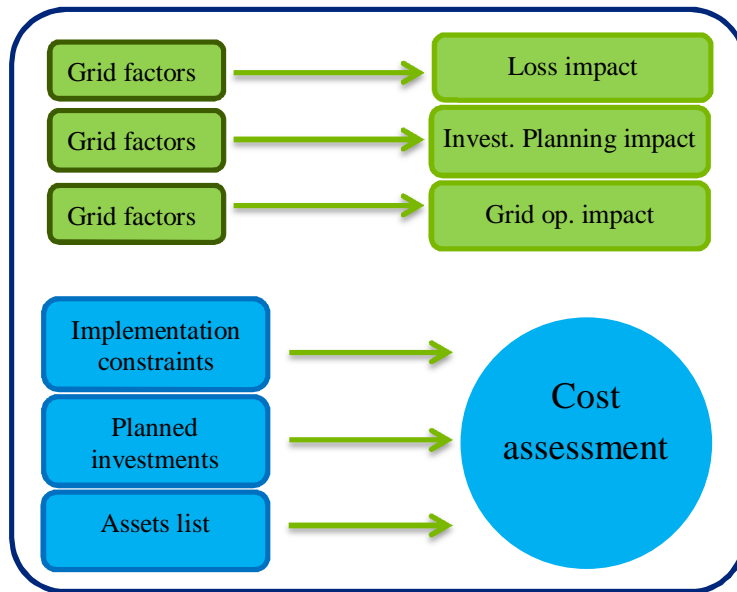 Grid factors
Loss impact
Grid factors
Invest. Planning impact
Grid factors
Grid op. impact
Implementation
constraints
Planned
investments
Assets list
Cost
assessment